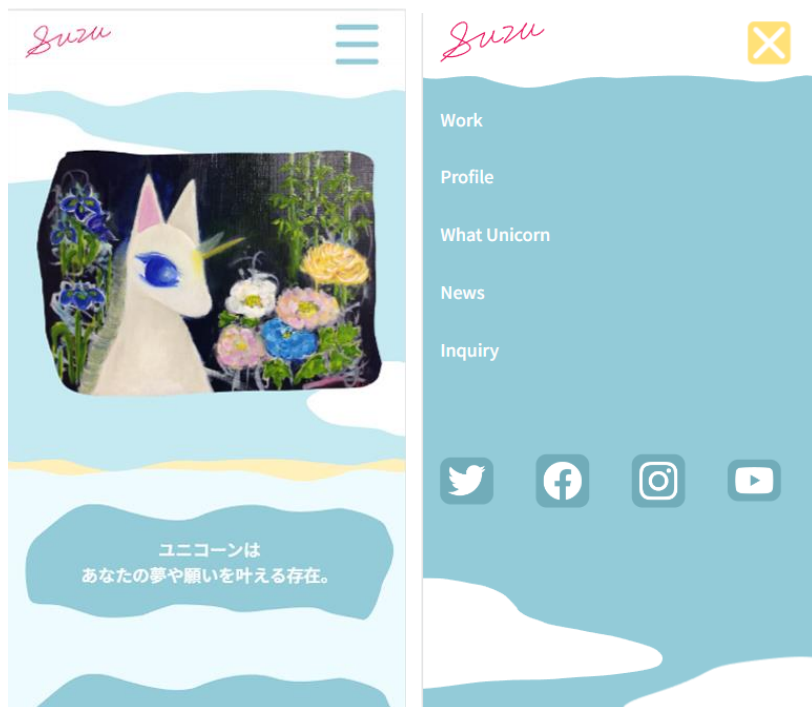 Suzu
ユニコーンは
あなたの夢や願いを叶える存在。
Suzu
Work
Profile
What Unicorn
News
Inquiry